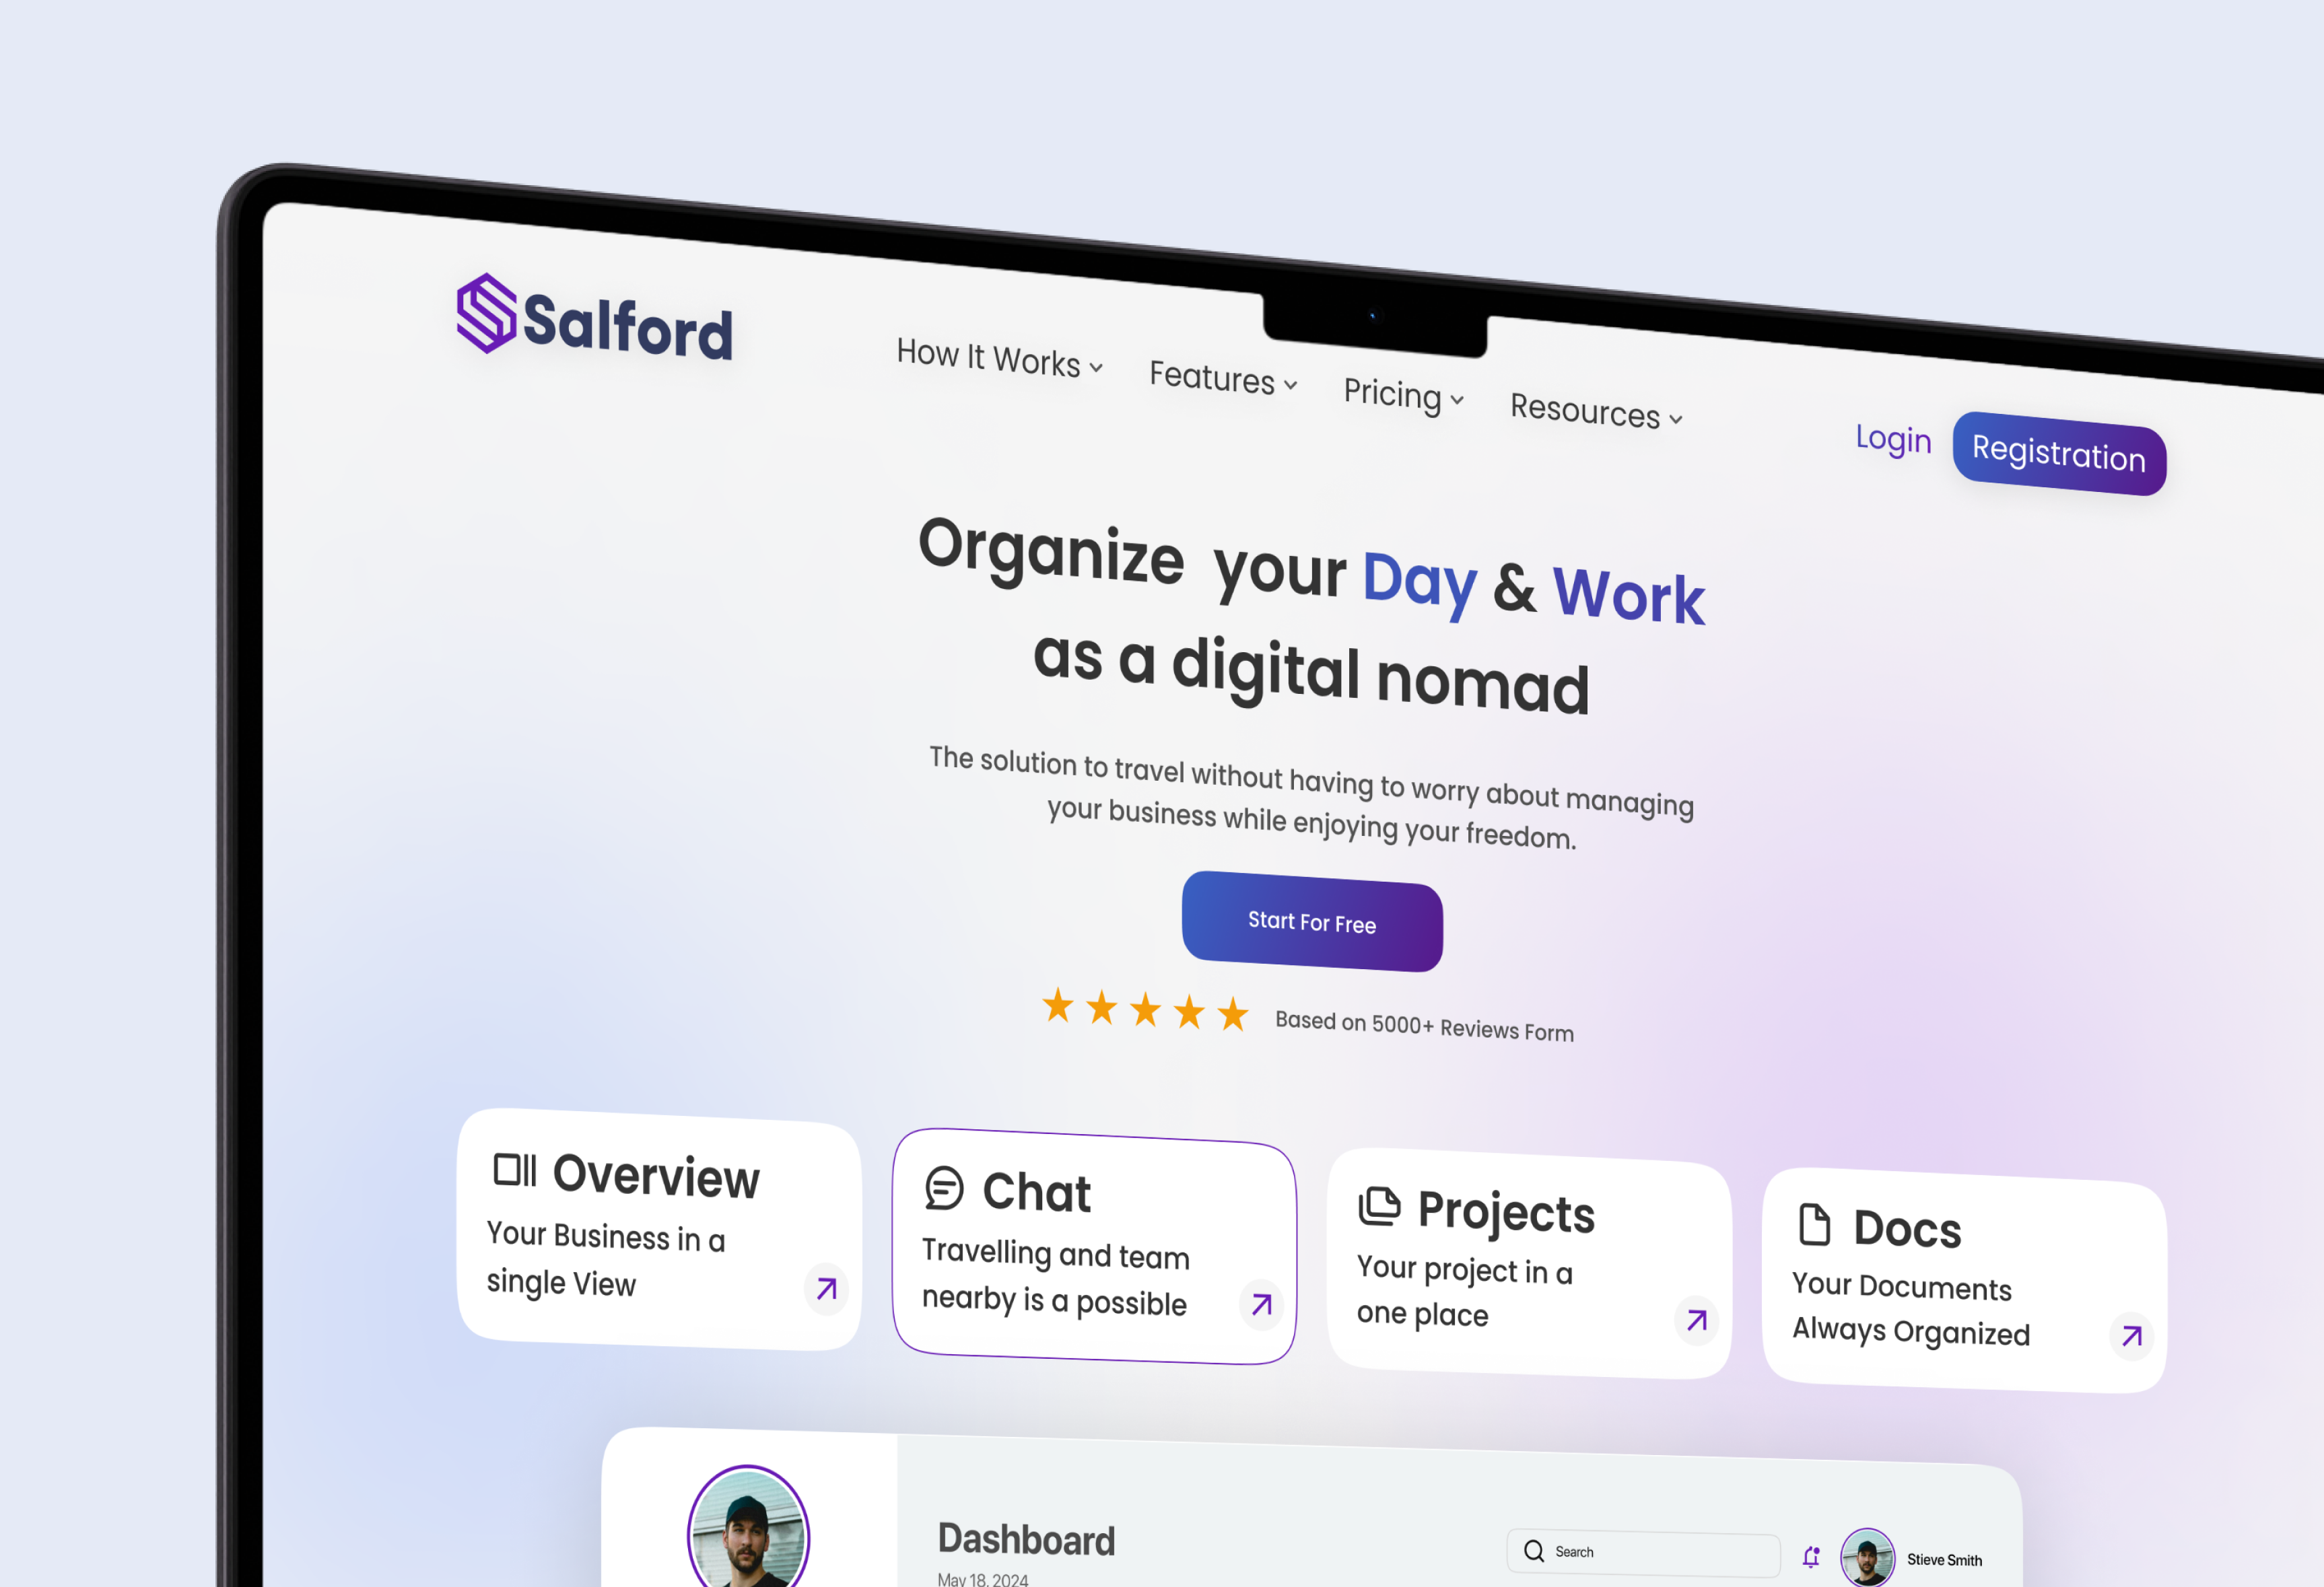 Salford
How It Works
Features
Pricing
Resources
Login
Registration
Organize your Day & Work
as a digital nomad
The solution to travel without having to worry about managing
your business while enjoying your freedom.
Start For Free
Based on 5000+ Reviews Form
Overview
Your Business in a
single View
Chat
Travelling and team
nearby is a possible
Projects
Your project in a
one place
Docs
Your Documents
Always Organized
Dashboard
May 18, 2024
Search
Stieve Smith